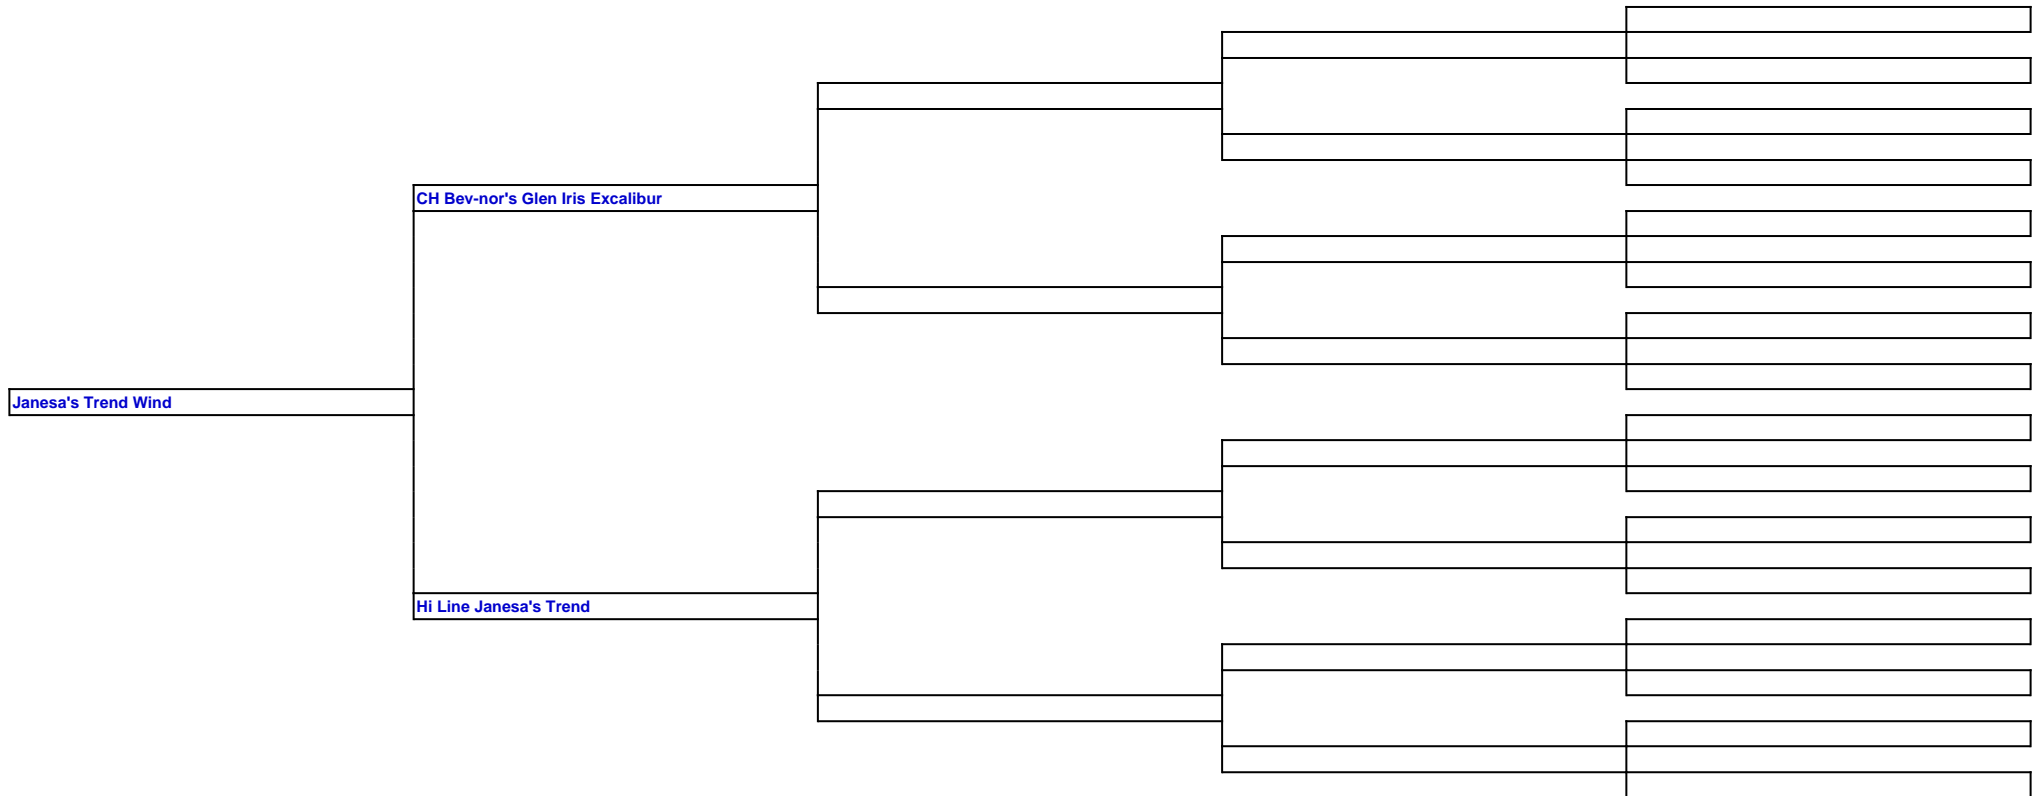 CH Bev-nor's Glen Iris Excalibur
Janesa's Trend Wind
Hi Line Janesa's Trend